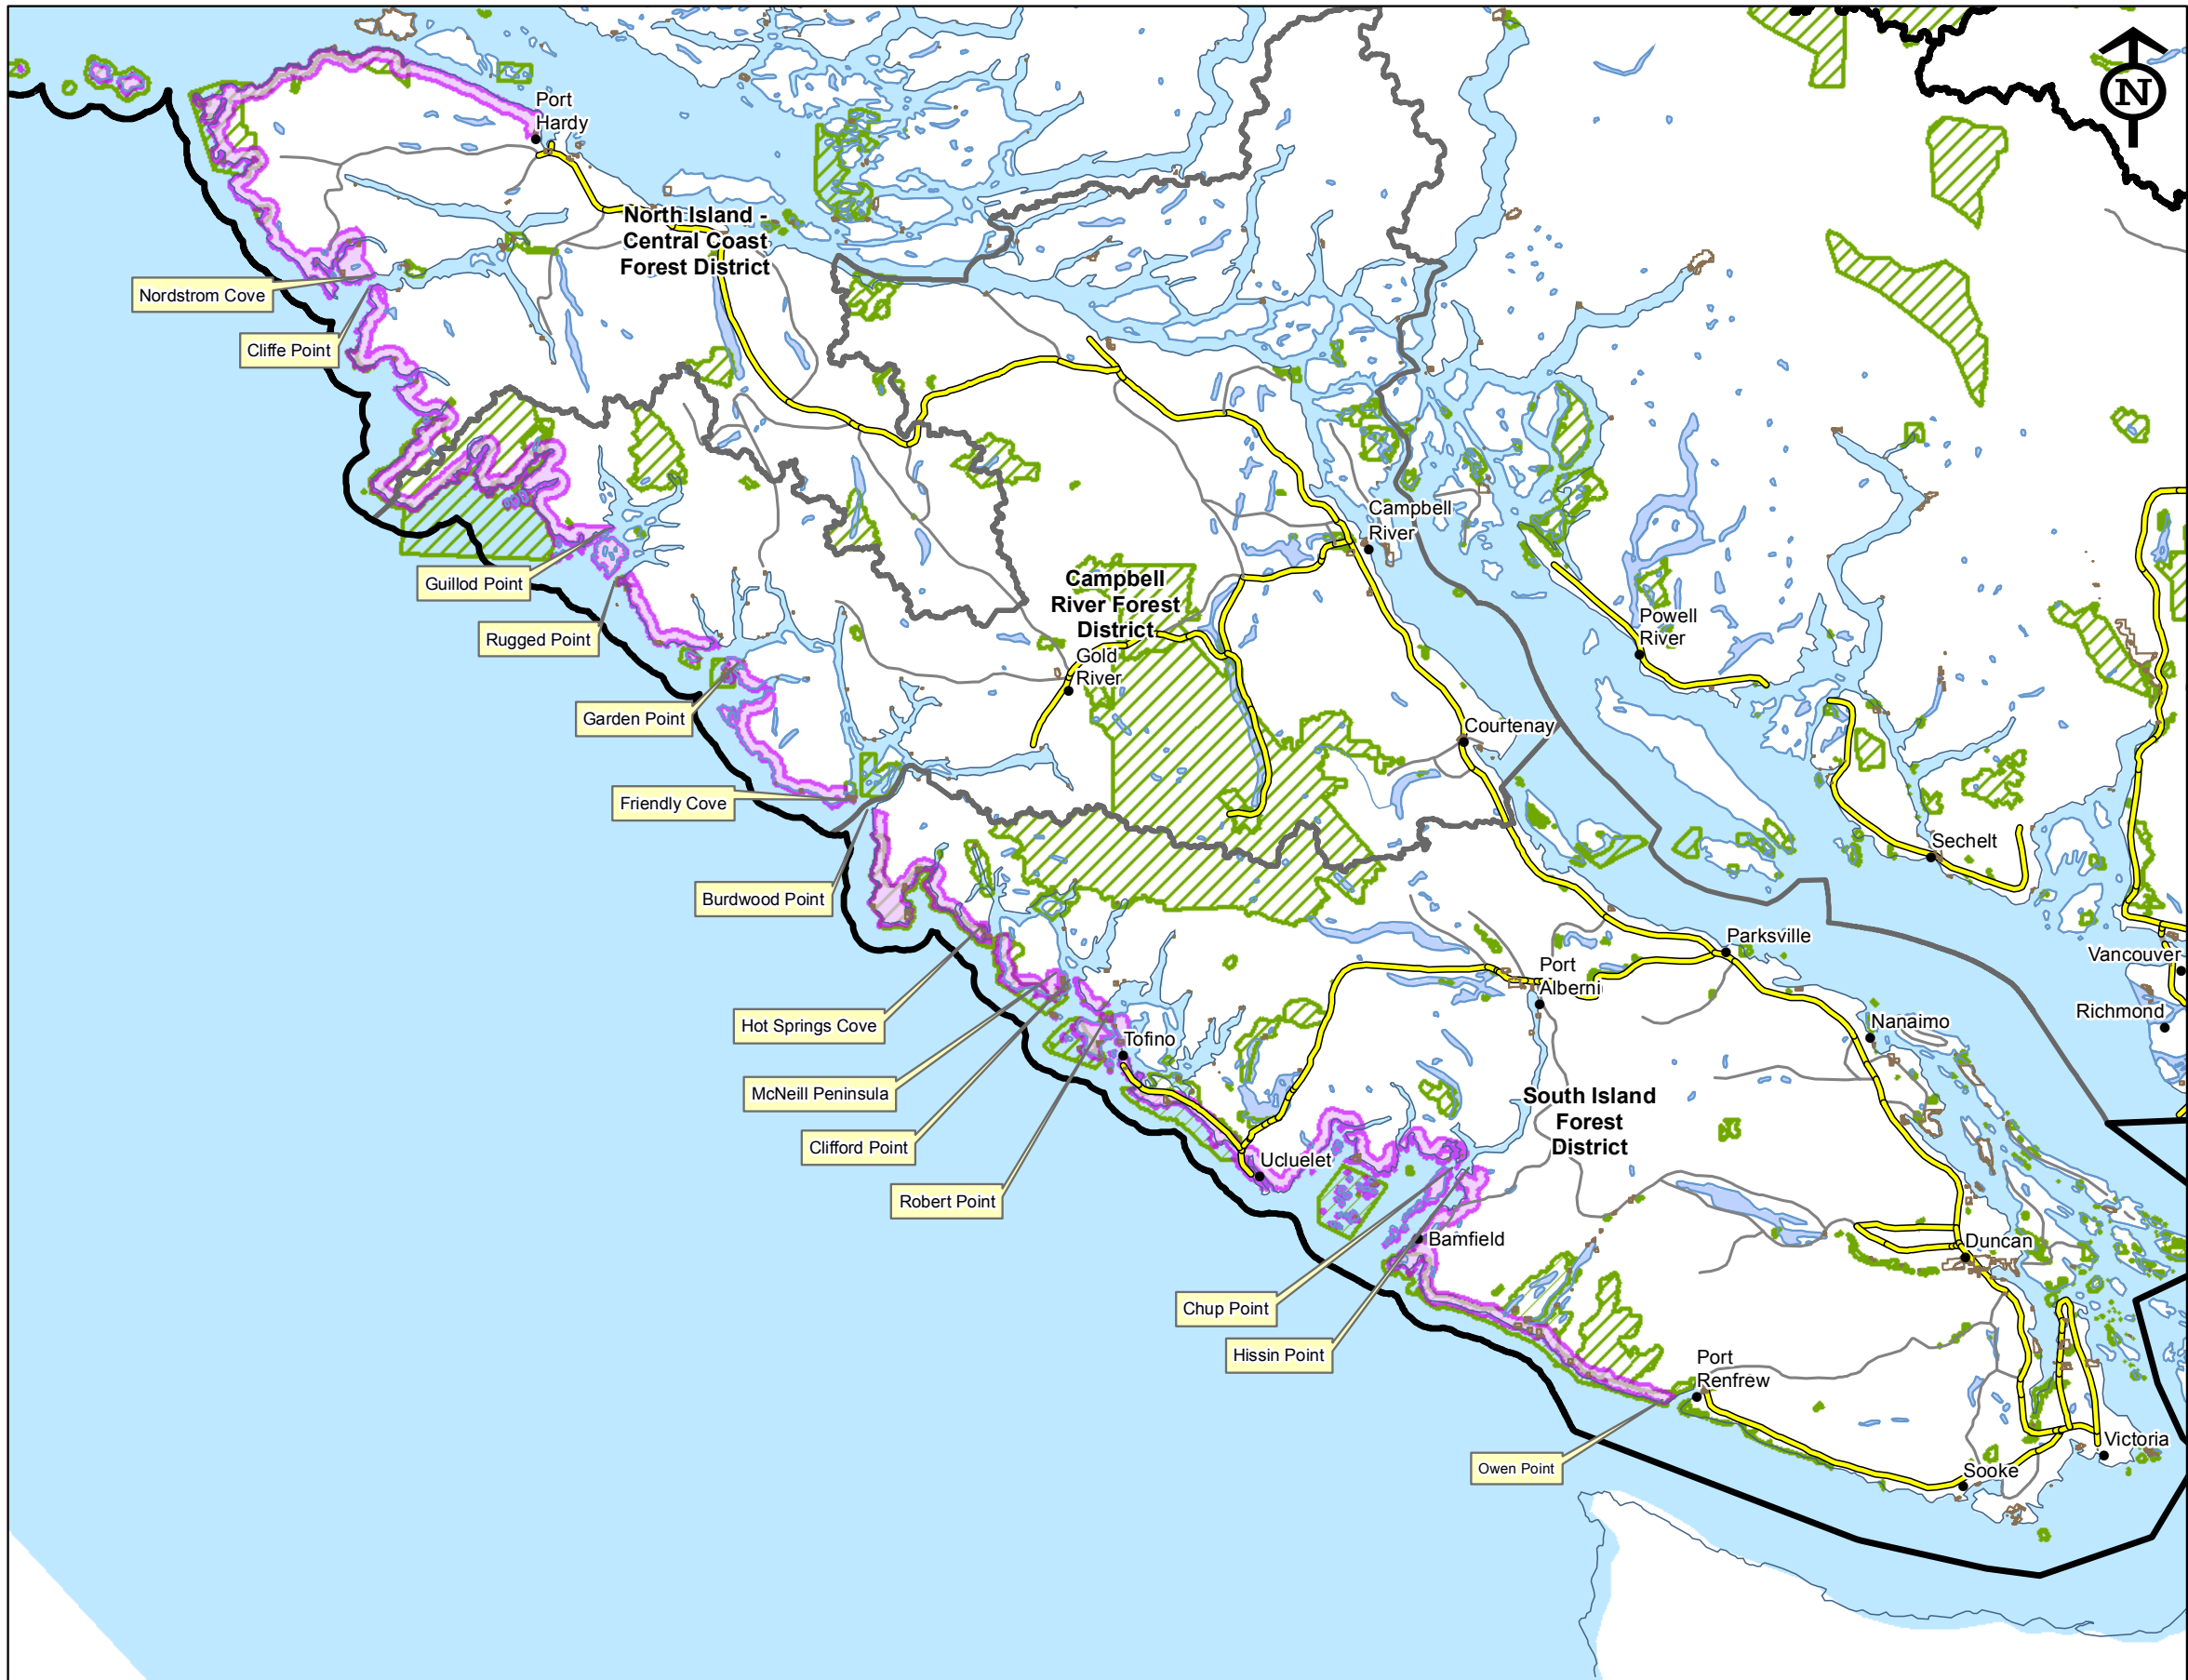 N
Port
Hardy
North Island -
Central Coast
Forest District
Nordstrom Cove
Cliffe Point
Campbell
River
Guillod Point
Campbell
River Forest
District
Rugged Point
Powell
River
Gold
River
Garden Point
Courtenay
Friendly Cove
Sechelt
Burdwood Point
Parksville
Vancouver
Port
Alberni
Richmond
Hot Springs Cove
Nanaimo
Tofino
McNeill Peninsula
South Island
Forest
District
Clifford Point
Ucluelet
Robert Point
Bamfield
Duncan
Chup Point
Hissin Point
Port
Renfrew
Victoria
Owen Point
Sooke